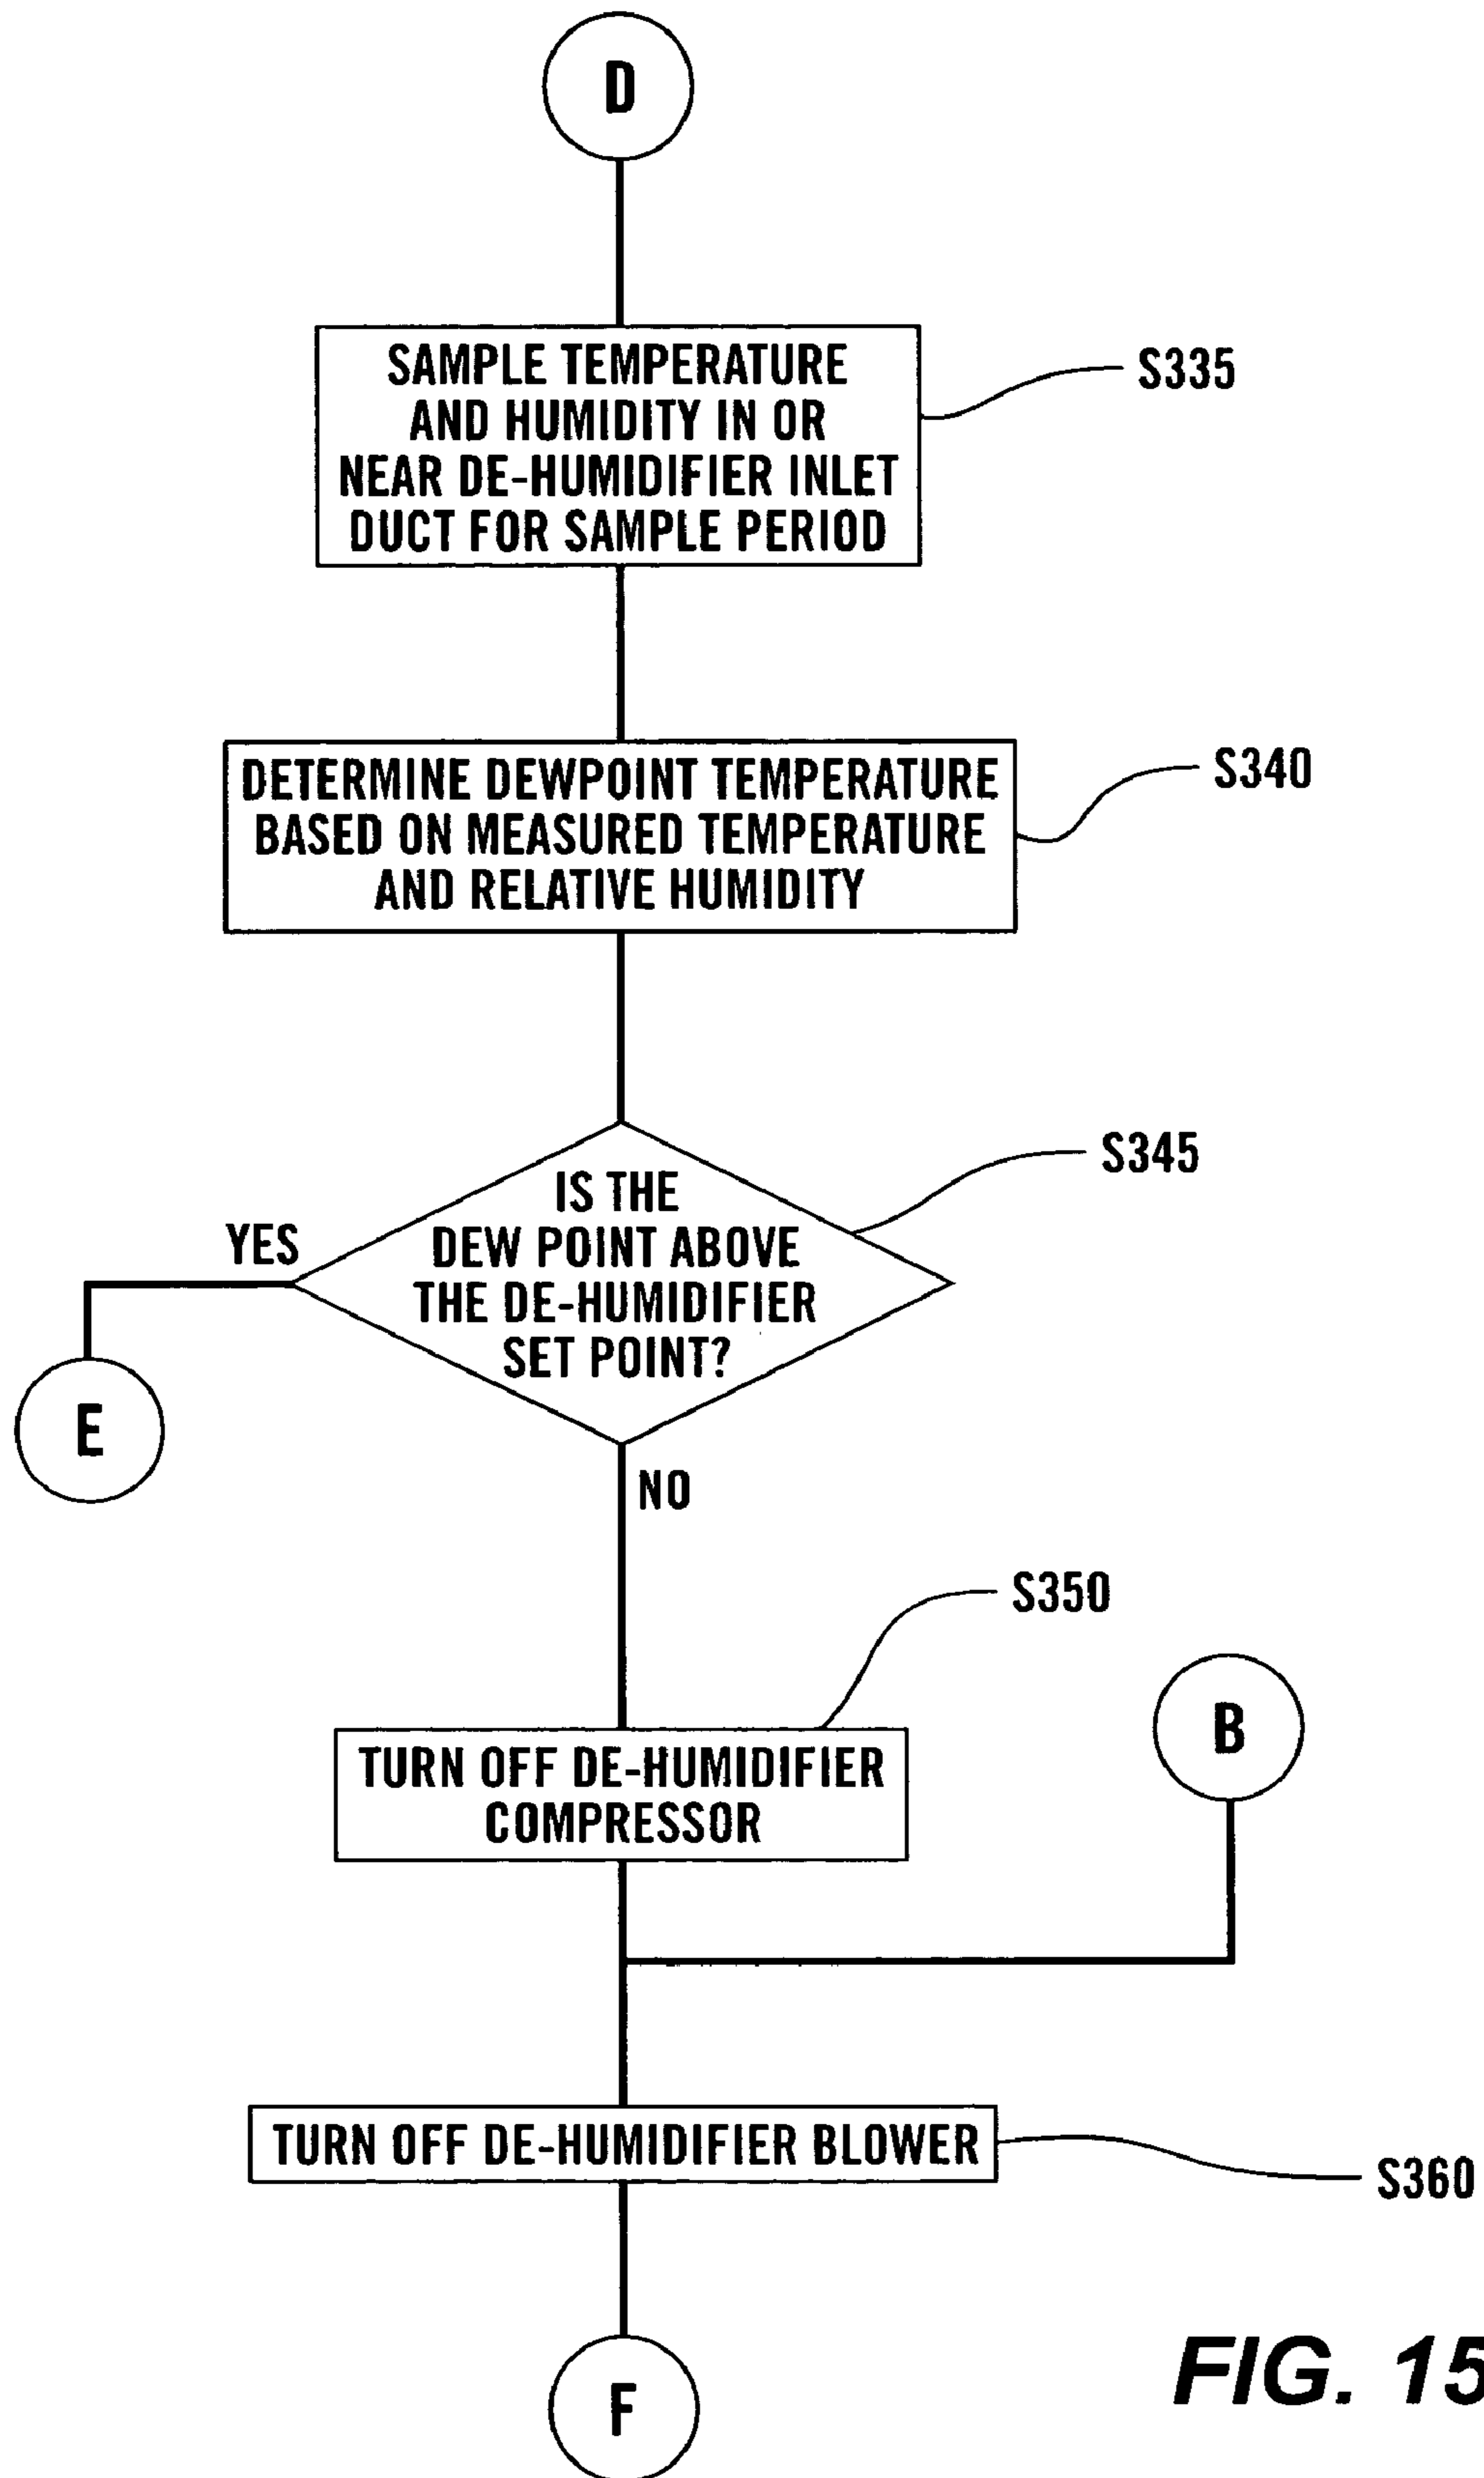 D
SAMPLE TEMPERATURE
AND HUMIDITY IN OR
NEAR DE-HUMIDIFIER INLET
DUCT FOR SAMPLE PERIOD
S335
DETERMINE DEWPOINT TEMPERATURE
BASED ON MEASURED TEMPERATURE
AND RELATIVE HUMIDITY
S340
IS THE
DEW POINT ABOVE
THE DE-HUMIDIFIER
SET POINT?
S345
YES
E
NO
S350
TURN OFF DE-HUMIDIFIER
COMPRESSOR
B
TURN OFF DE-HUMIDIFIER BLOWER
S360
F
FIG. 15